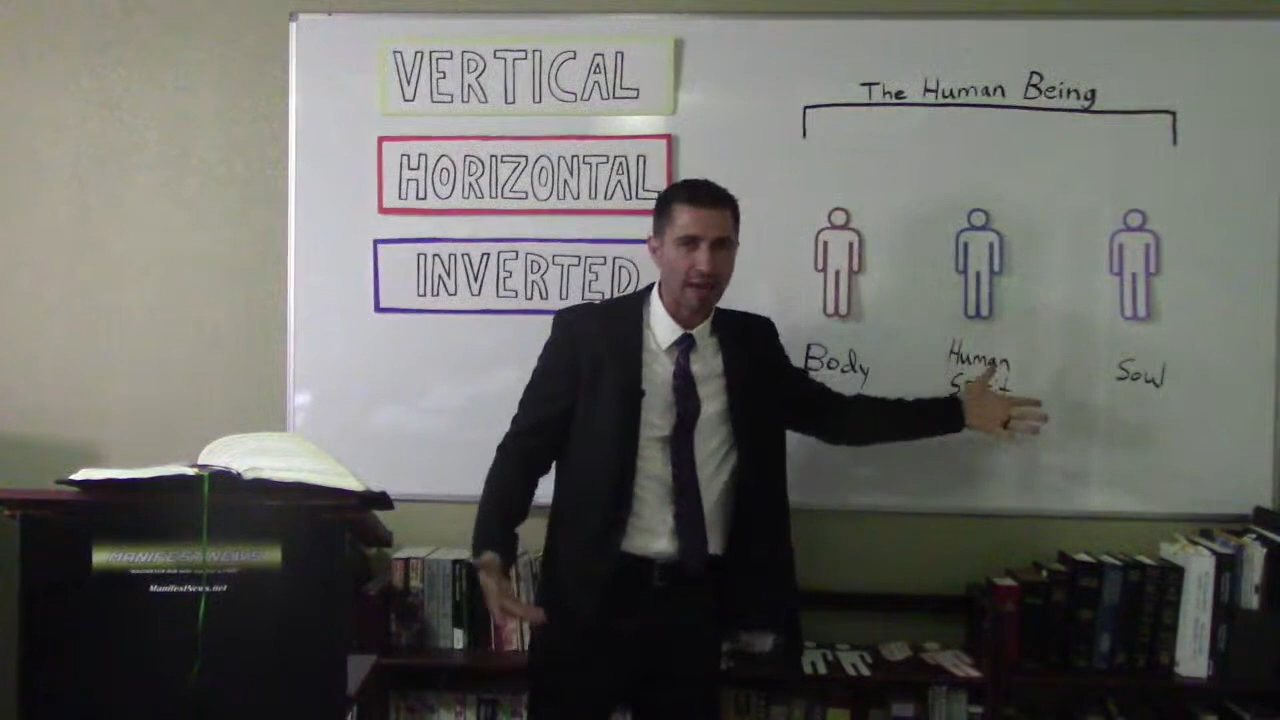 VERTICAL
HORIZONTAL
INVERTED
The Human Being
Body
Human
Soul
MANIFEST NEWS
ManifestNews.net